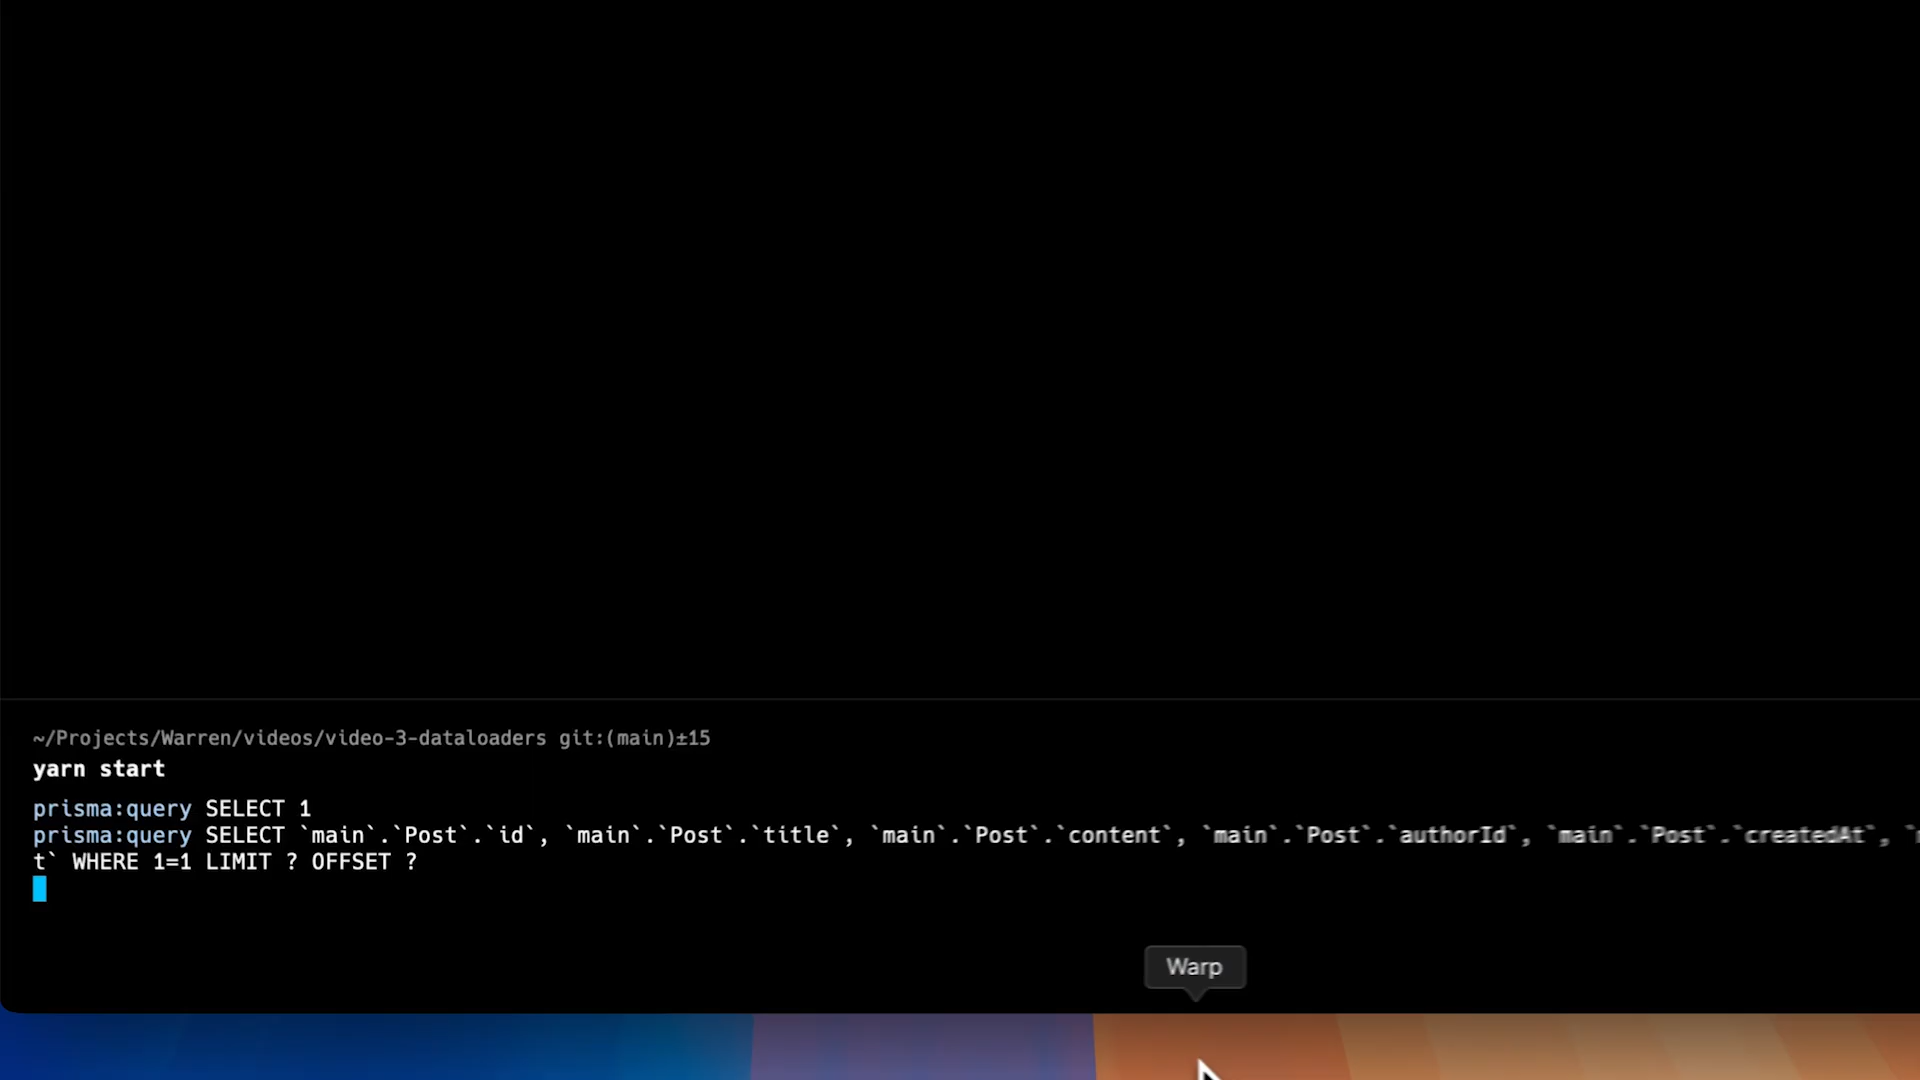 ~/Projects/Warren/videos/video-3-dataloaders git:(main)±15
yarn start
prisma:query SELECT 1
prisma:query SELECT `main`.`Post`.`id`, `main`.`Post`.`title`, `main`.`Post`.`content`, `main`.`Post`.`authorId`, `main`.`Post`.`createdAt`, `
t` WHERE 1=1 LIMIT ? OFFSET ?
Warp